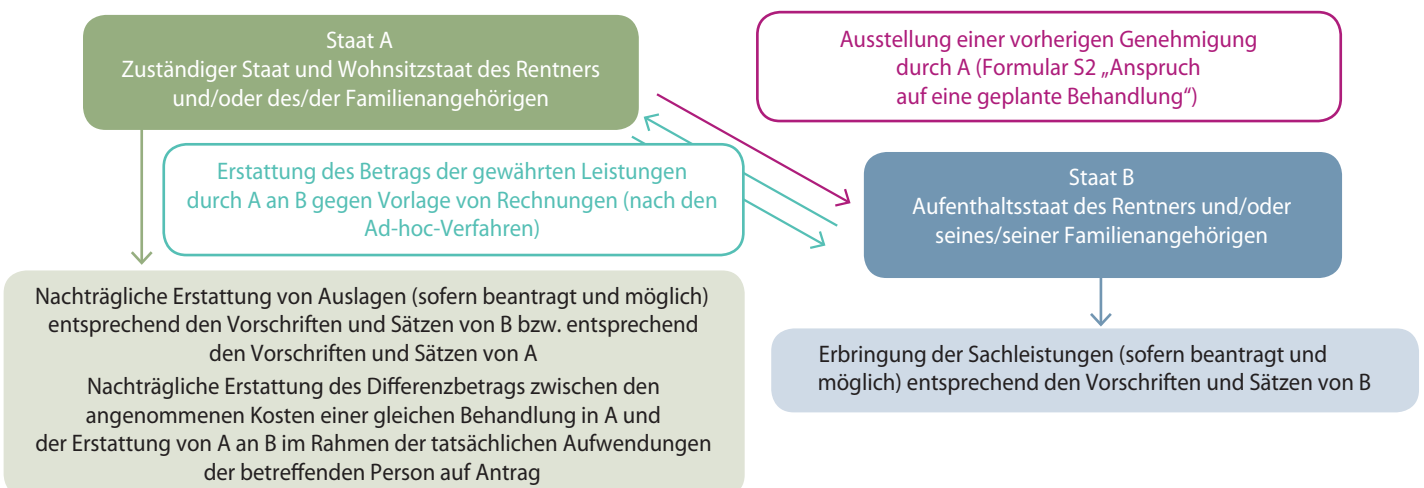 Staat A
Zuständiger Staat und Wohnsitzstaat des Rentners
und/oder des/der Familienangehörigen
Ausstellung einer vorherigen Genehmigung
durch A (Formular S2 „Anspruch
auf eine geplante Behandlung“)
Erstattung des Betrags der gewährten Leistungen
durch A an B gegen Vorlage von Rechnungen (nach den
Ad-hoc-Verfahren)
Staat B
Aufenthaltsstaat des Rentners und/oder
seines/seiner Familienangehörigen
Nachträgliche Erstattung von Auslagen (sofern beantragt und möglich)
entsprechend den Vorschriften und Sätzen von B bzw. entsprechend
den Vorschriften und Sätzen von A
Nachträgliche Erstattung des Differenzbetrags zwischen den
angenommenen Kosten einer gleichen Behandlung in A und
der Erstattung von A an B im Rahmen der tatsächlichen Aufwendungen
der betreffenden Person auf Antrag
Erbringung der Sachleistungen (sofern beantragt und
möglich) entsprechend den Vorschriften und Sätzen von B